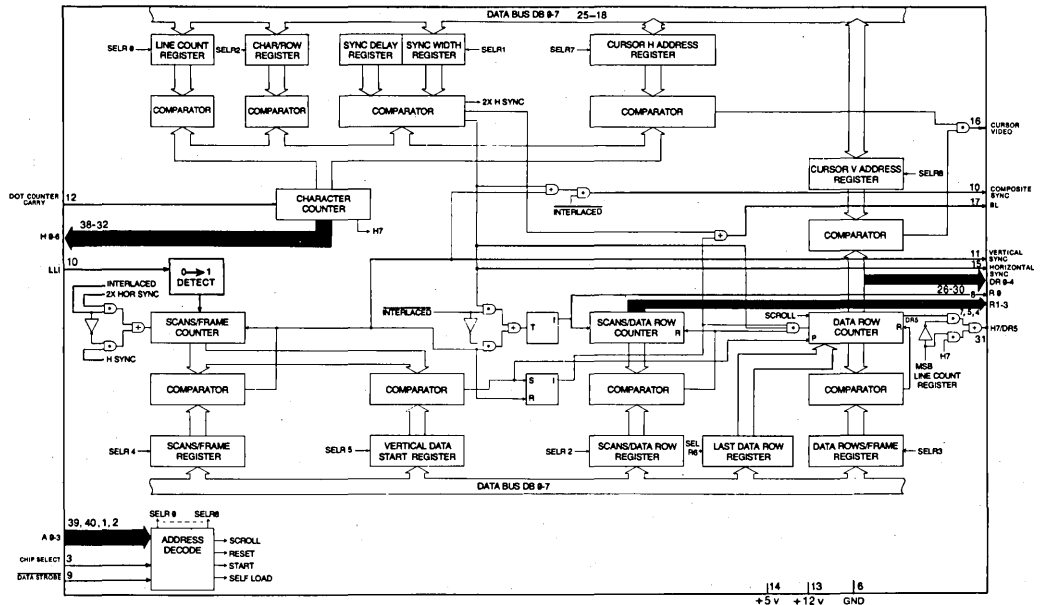 DATA BUS DB 0-7 25-18
SELR 0
LINE COUNT
REGISTER
SELR2
CHAR/ROW
REGISTER
SYNC DELAY
REGISTER
SYNC WIDTH
REGISTER
SELR1
SELR7
CURSOR H ADDRESS
REGISTER
COMPARATOR
COMPARATOR
COMPARATOR
2X H SYNC
COMPARATOR
16
CURSOR
VIDEO
CURSOR V ADDRESS
REGISTER
SELR8
DOT COUNTER
CARRY
12
CHARACTER
COUNTER
H7
INTERLACED
10
COMPOSITE
SYNC
17
BL
H 0-6
38-32
COMPARATOR
11
VERTICAL
SYNC
15
HORIZONTAL
SYNC
DR 0-4
LLI
10
0→1
DETECT
26-30
8
R 0
R1-3
7, 5, 4
INTERLACED
2X HOR SYNC
H SYNC
SCANS/FRAME
COUNTER
INTERLACED
T
I
SCANS/DATA ROW
COUNTER
R
SCROLL
P
DATA ROW
COUNTER
R
DR5
H7
MSB
LINE COUNT
REGISTER
H7/DR5
31
COMPARATOR
COMPARATOR
S
I
R
COMPARATOR
COMPARATOR
SELR 4
SCANS/FRAME
REGISTER
SELR 5
VERTICAL DATA
START REGISTER
SELR 2
SCANS/DATA ROW
REGISTER
SEL
R6
LAST DATA ROW
REGISTER
DATA ROWS/FRAME
REGISTER
SELR3
DATA BUS DB 0-7
SELR 0
SELR8
A 0-3
39, 40, 1, 2
ADDRESS
DECODE
SCROLL
RESET
START
SELF LOAD
CHIP SELECT
3
DATA STROBE
9
14
+5 v
13
+12 v
6
GND